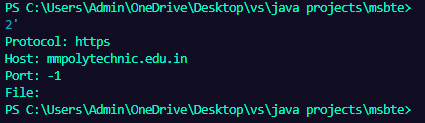 PS C:\Users\Admin\OneDrive\Desktop\vs\java projects\msbte>
2'
Protocol: https
Host: mmpolytechnic.edu.in
Port: -1
File:
PS C:\Users\Admin\OneDrive\Desktop\vs\java projects\msbte>